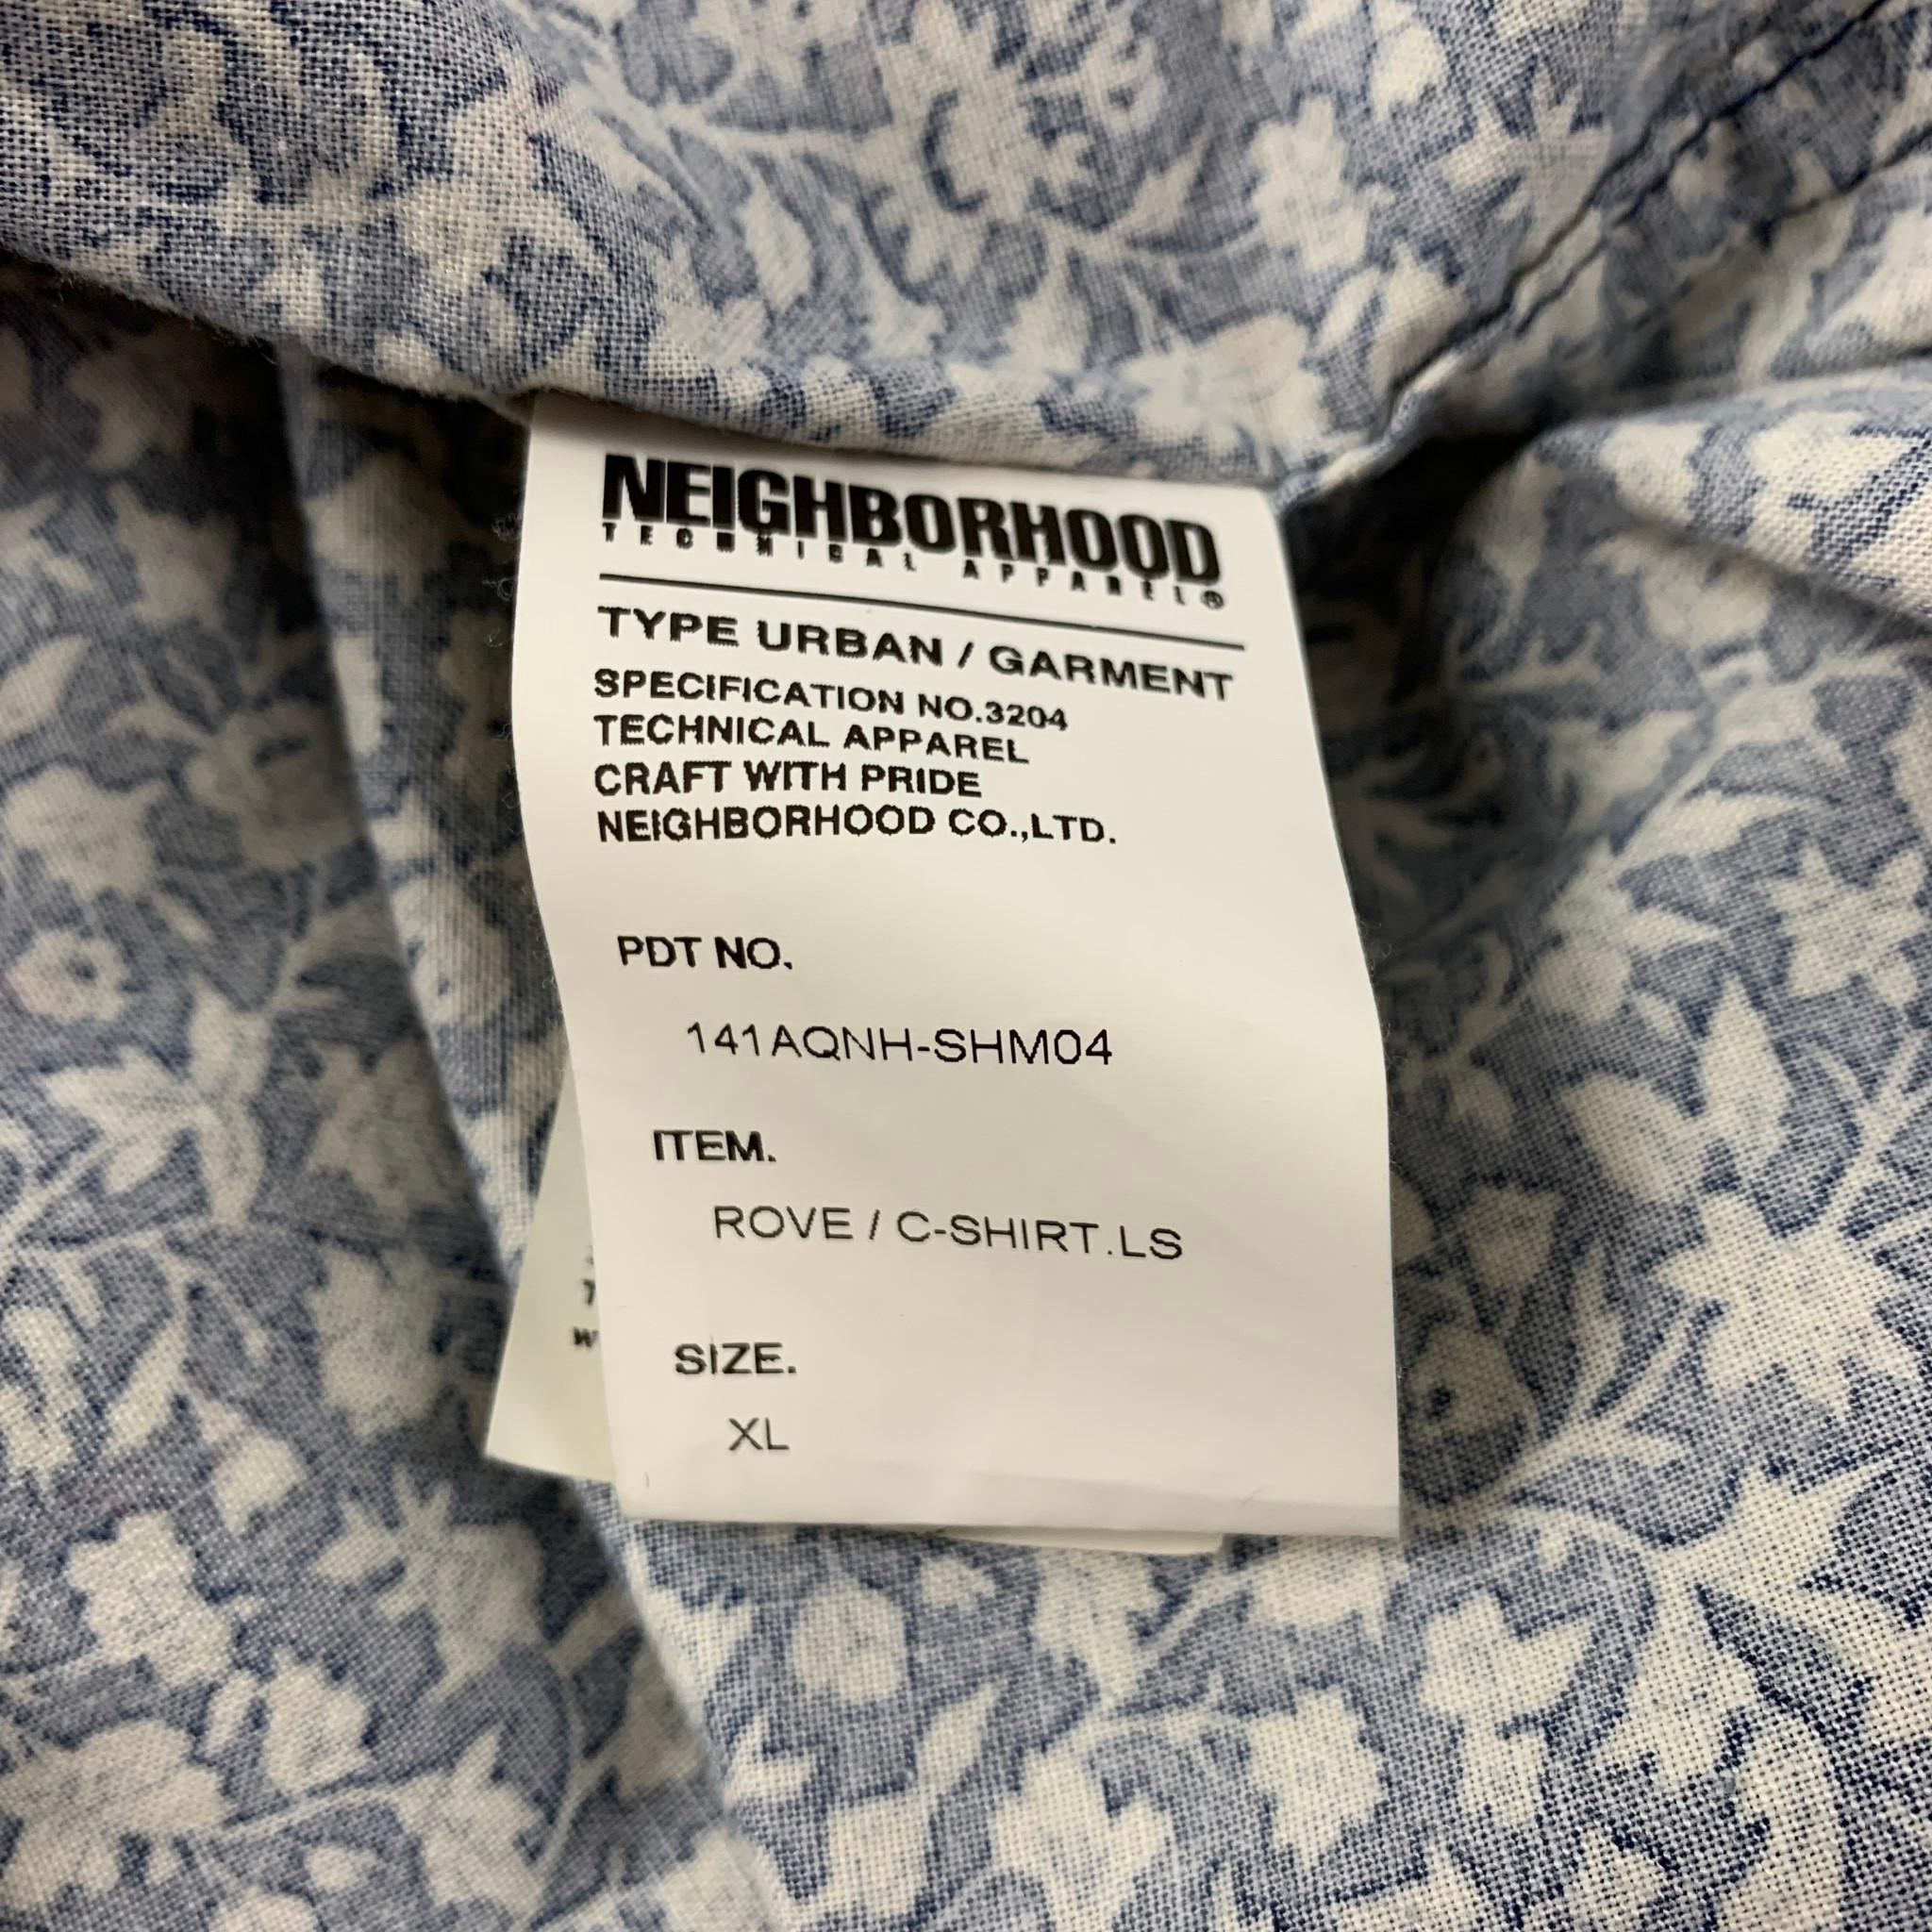 NEIGHBORHOOD
TECHNICAL APPAREL®
TYPE URBAN / GARMENT
SPECIFICATION NO.3204
TECHNICAL APPAREL
CRAFT WITH PRIDE
NEIGHBORHOOD CO.,LTD.
PDT NO.
141AQNH-SHM04
ITEM.
ROVE / C-SHIRT.LS
SIZE.
XL